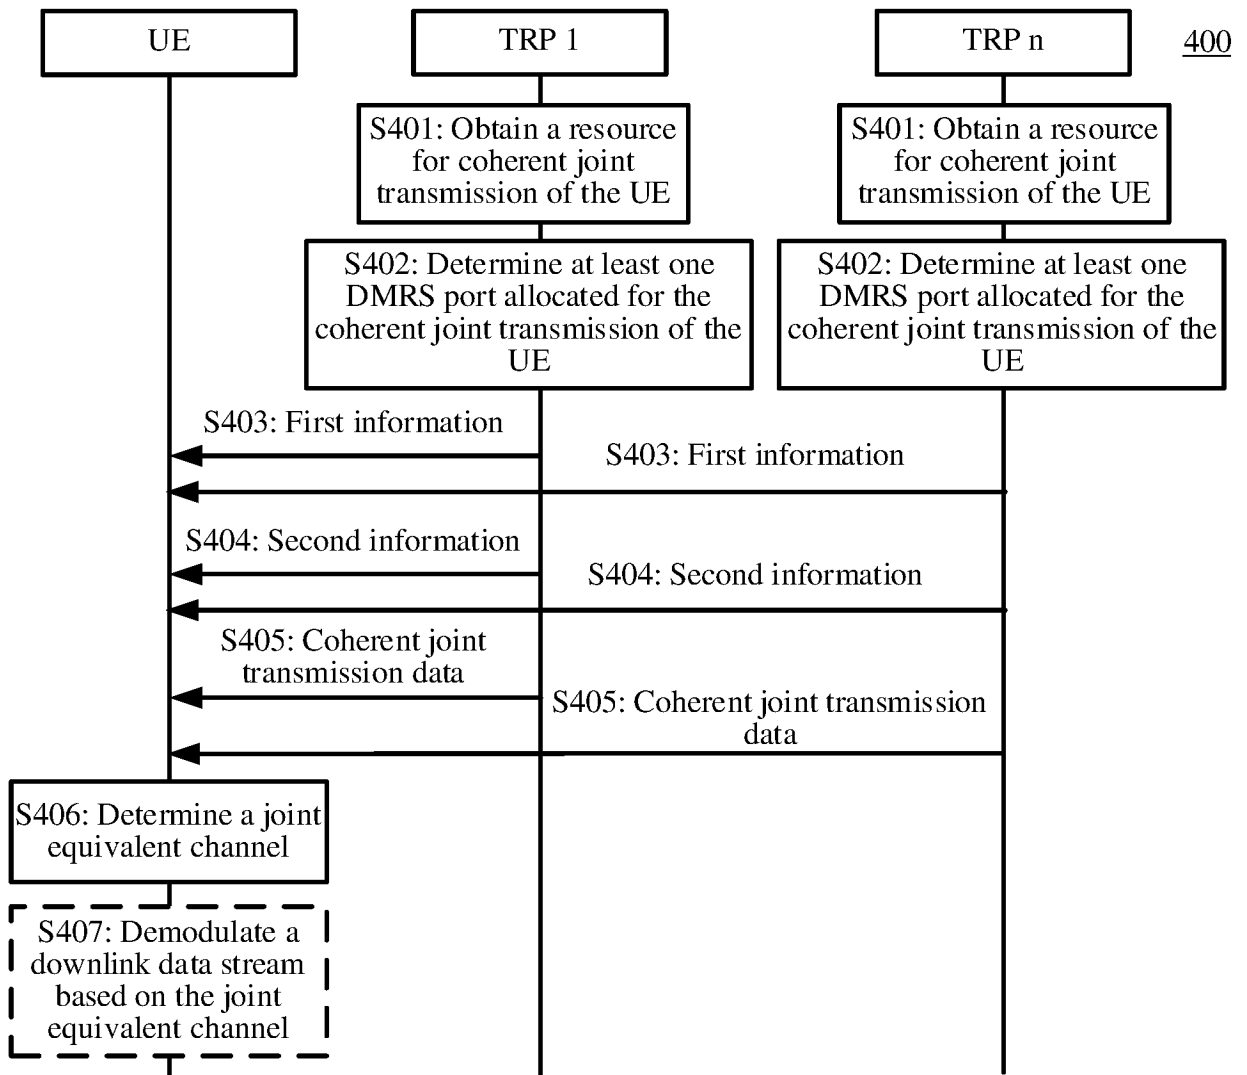 UE
TRP 1
TRP n
400
S401: Obtain a resource
for coherent joint
transmission of the UE
S401: Obtain a resource
for coherent joint
transmission of the UE
S402: Determine at least one
DMRS port allocated for the
coherent joint transmission of the
UE
S402: Determine at least one
DMRS port allocated for the
coherent joint transmission of the
UE
S403: First information
S403: First information
S404: Second information
S404: Second information
S405: Coherent joint
transmission data
S405: Coherent joint transmission
data
S406: Determine a joint
equivalent channel
S407: Demodulate a
downlink data stream
based on the joint
equivalent channel